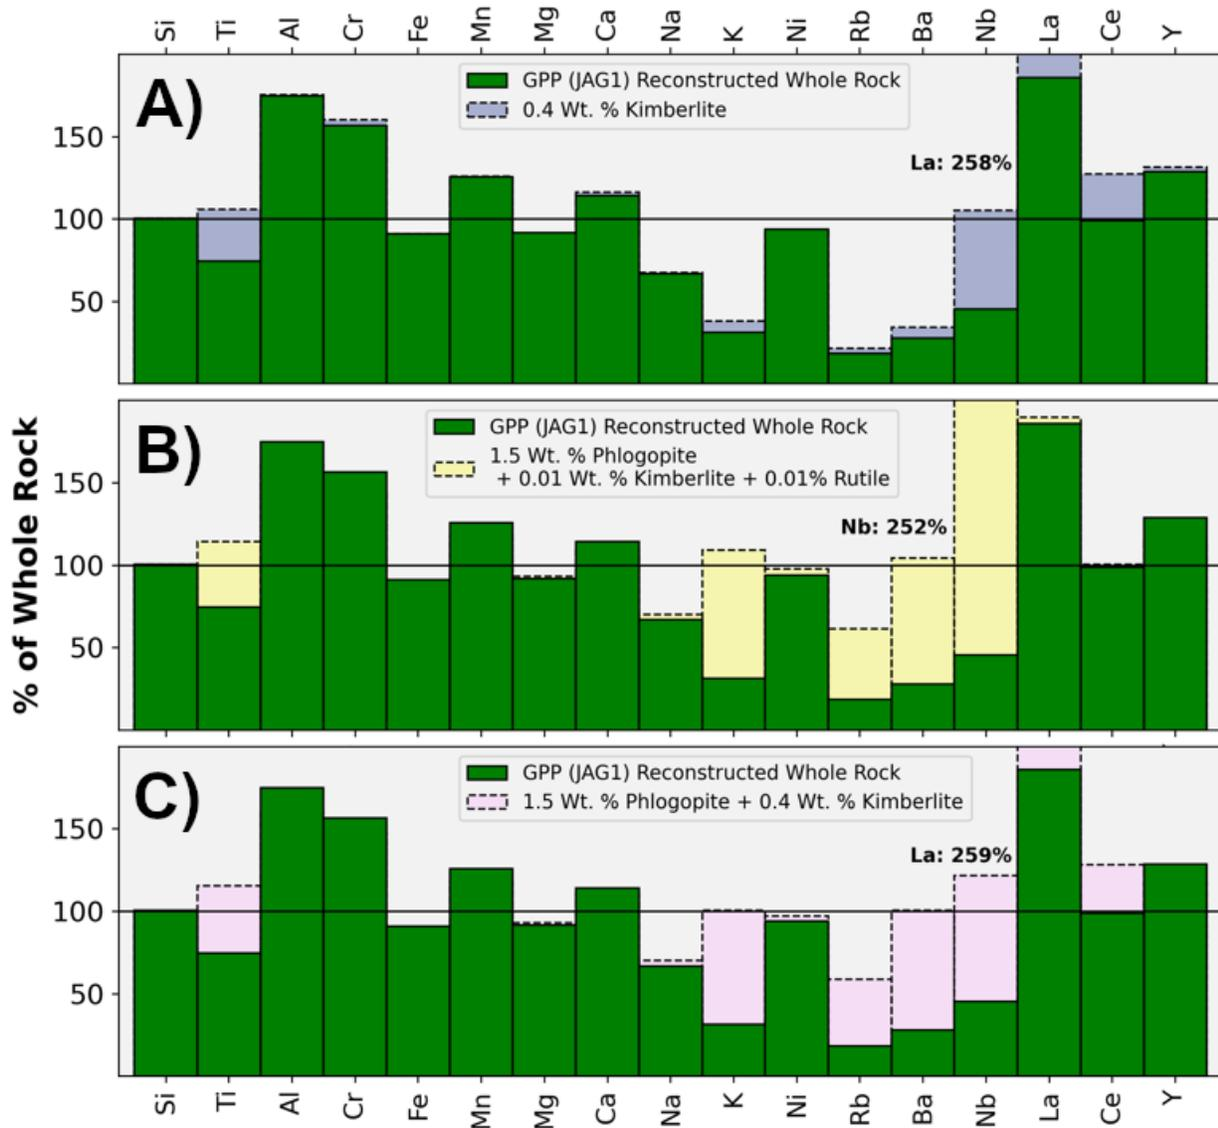 Si Ti Al Cr Fe Mn Mg Ca Na K Ni Rb Ba Nb La Ce Y
A)
GPP (JAG1) Reconstructed Whole Rock
0.4 Wt. % Kimberlite
La: 258%
150
100
50
% of Whole Rock
B)
GPP (JAG1) Reconstructed Whole Rock
1.5 Wt. % Phlogopite
+ 0.01 Wt. % Kimberlite + 0.01% Rutile
Nb: 252%
150
100
50
C)
GPP (JAG1) Reconstructed Whole Rock
1.5 Wt. % Phlogopite + 0.4 Wt. % Kimberlite
La: 259%
150
100
50
Si Ti Al Cr Fe Mn Mg Ca Na K Ni Rb Ba Nb La Ce Y